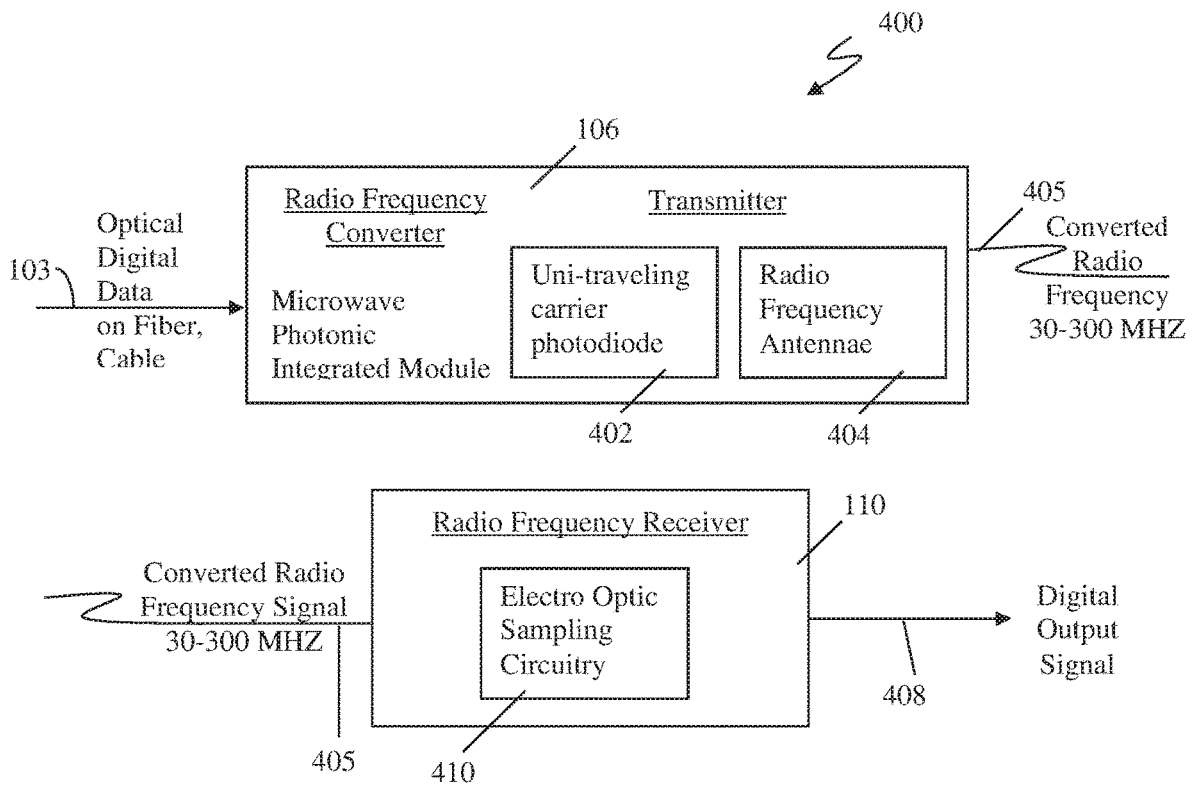 400
106
Radio Frequency
Converter
Transmitter
405
Optical
Digital
Data
on Fiber,
Cable
103
Microwave
Photonic
Integrated Module
Uni-traveling
carrier
photodiode
Radio
Frequency
Antennae
Converted
Radio
Frequency
30-300 MHZ
402
404
Radio Frequency Receiver
110
Converted Radio
Frequency Signal
30-300 MHZ
Electro Optic
Sampling
Circuitry
Digital
Output
Signal
408
405
410